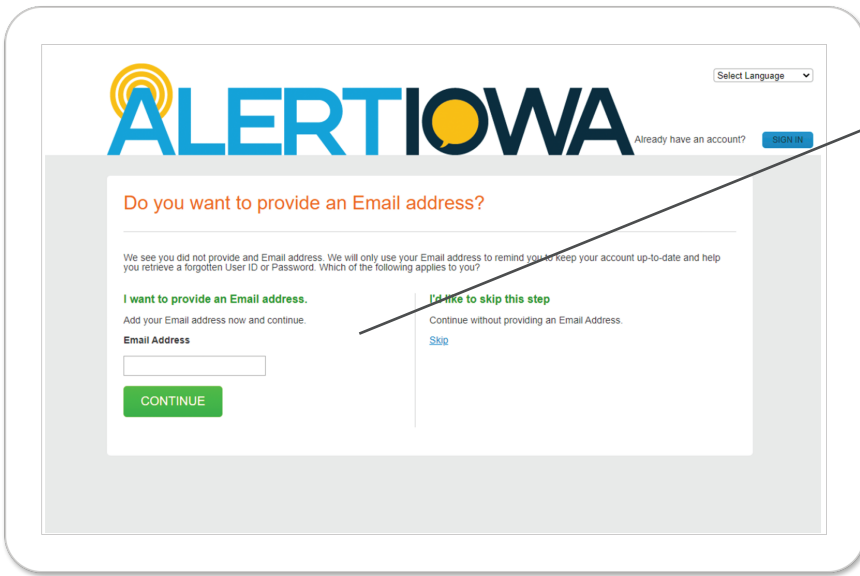 Select Language
ALERTIOWA
Already have an account?
SIGN IN
Do you want to provide an Email address?
We see you did not provide and Email address. We will only use your Email address to remind you to keep your account up-to-date and help
you retrieve a forgotten User ID or Password. Which of the following applies to you?
I want to provide an Email address.
Add your Email address now and continue.
Email Address
CONTINUE
I'd like to skip this step
Continue without providing an Email Address.
Skip